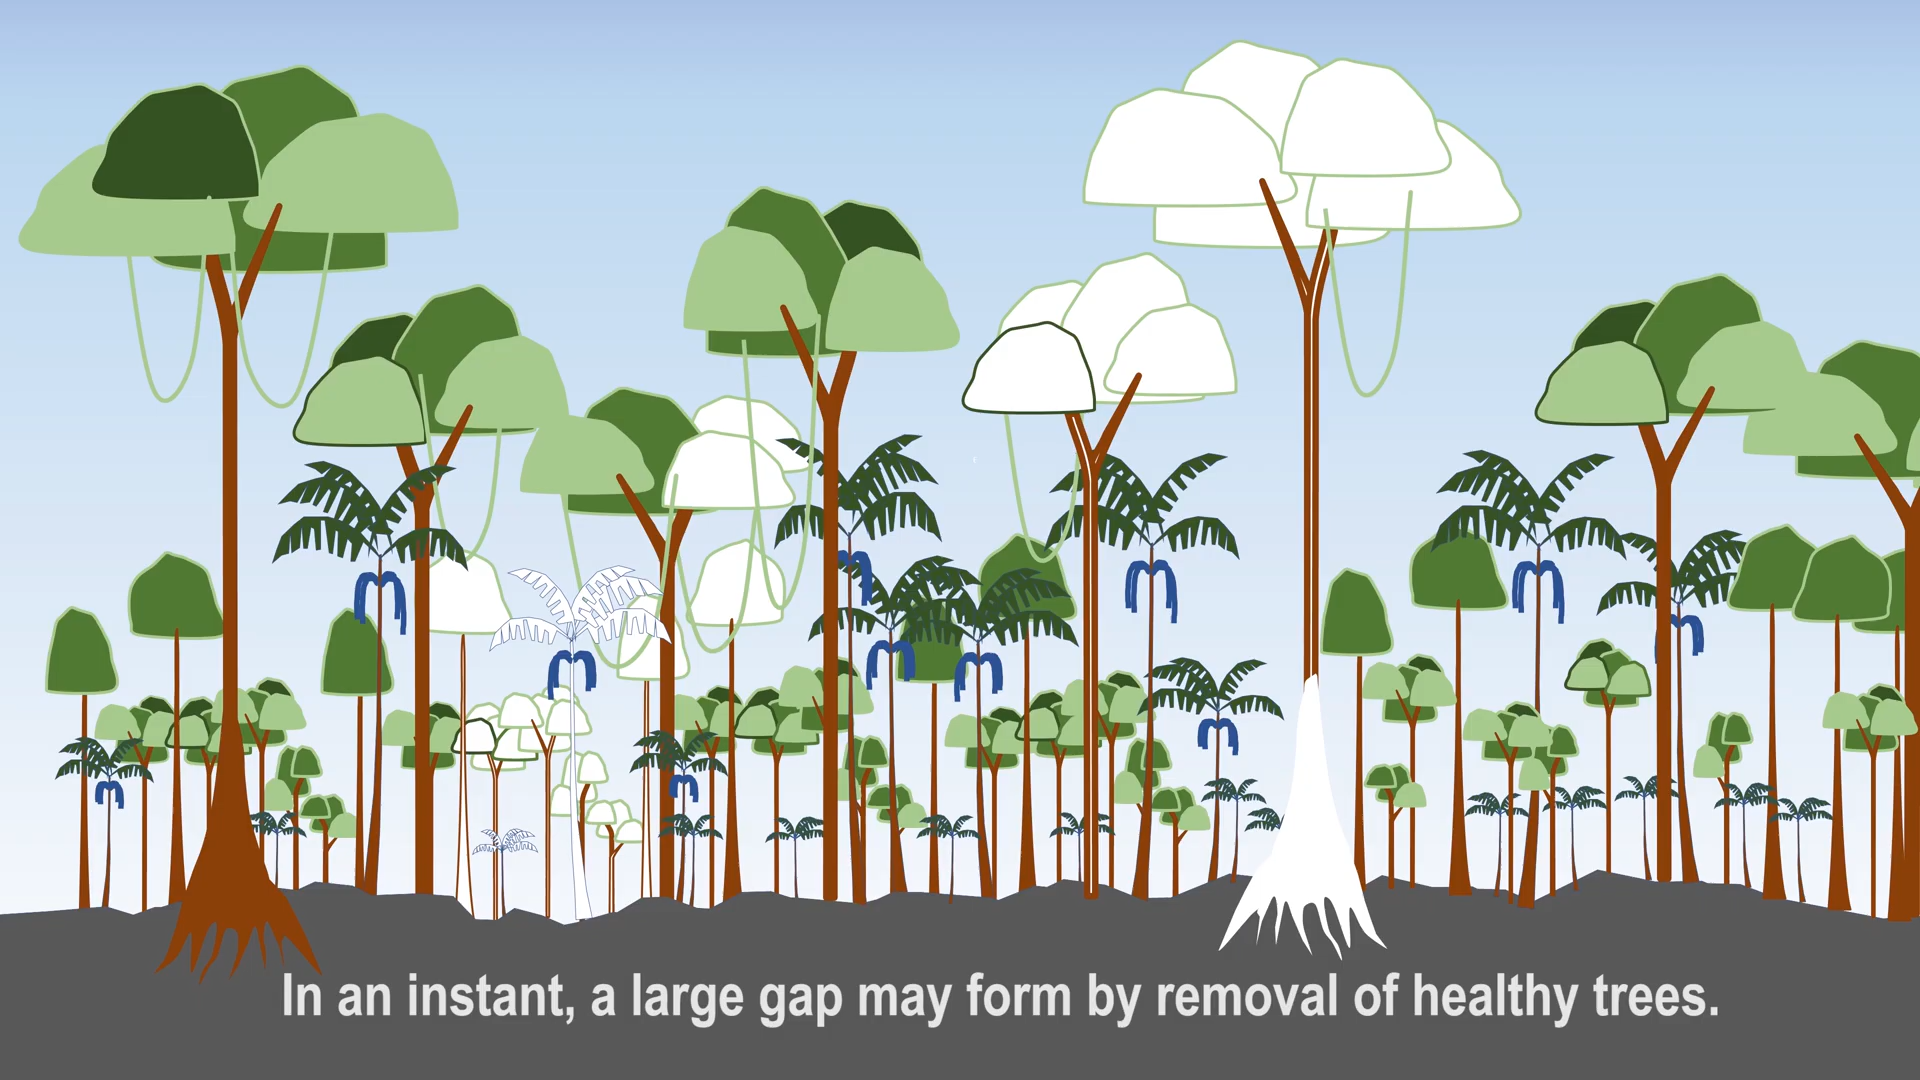 In an instant, a large gap may form by removal of healthy trees.